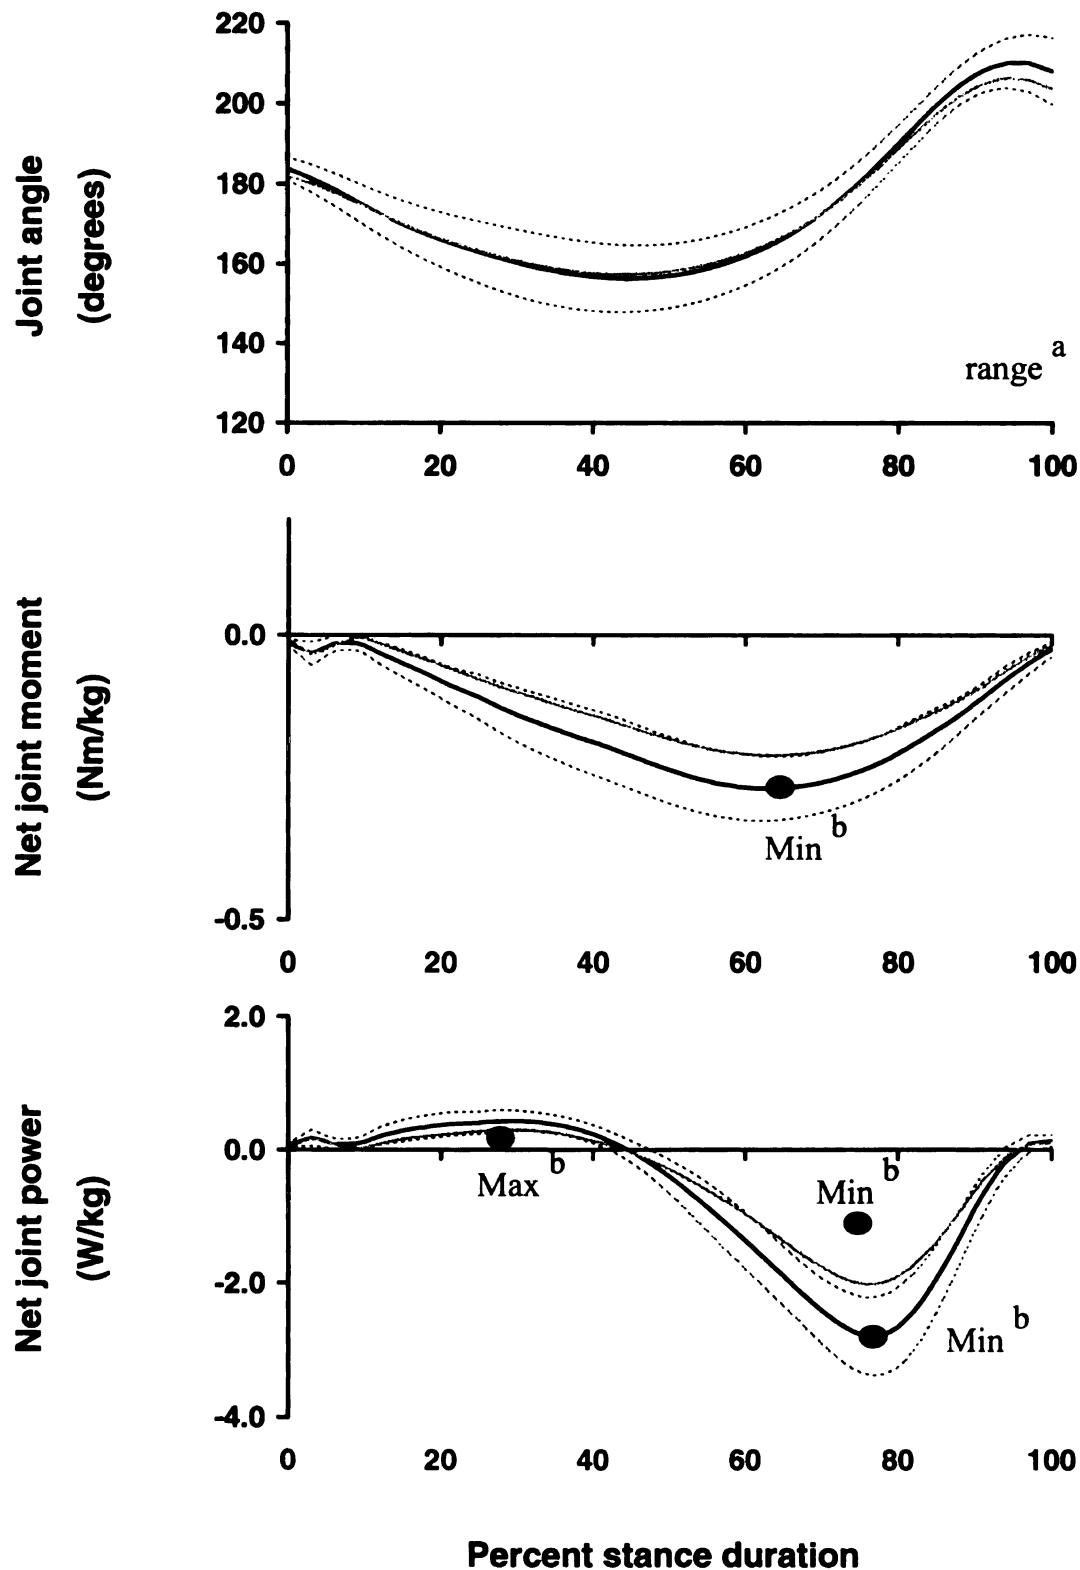 220
200
180
160
140
120
Joint angle
(degrees)
range a
0 20 40 60 80 100
0.0
-0.5
Net joint moment
(Nm/kg)
Min b
0 20 40 60 80 100
2.0
0.0
-2.0
-4.0
Net joint power
(W/kg)
Max b
Min b
Min b
0 20 40 60 80 100
Percent stance duration